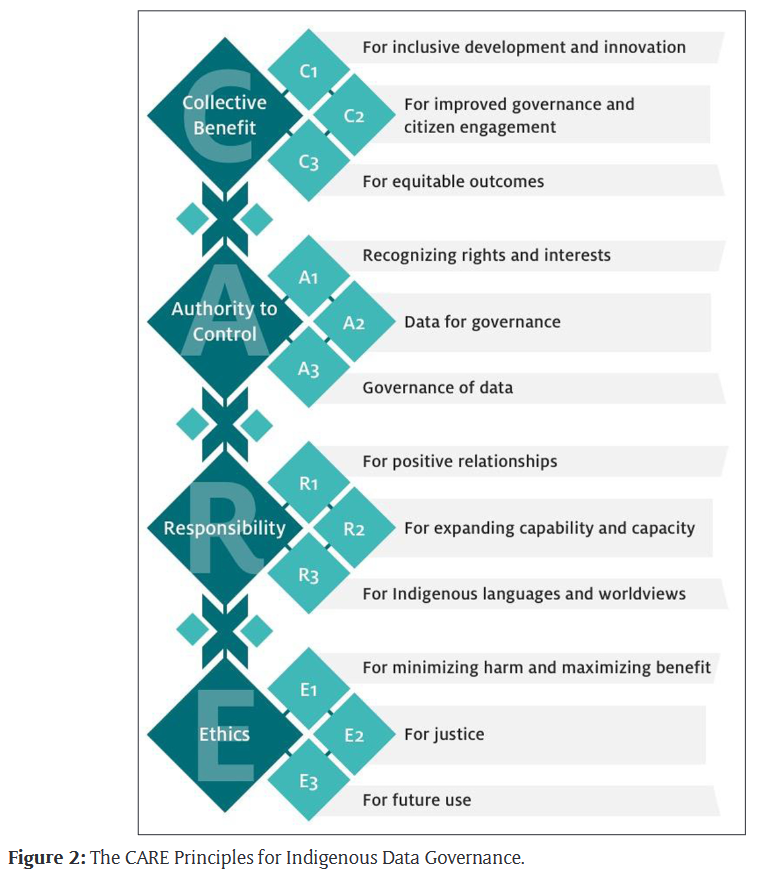 C
Collective
Benefit
C1
For inclusive development and innovation
C2
For improved governance and
citizen engagement
C3
For equitable outcomes
A
Authority to
Control
A1
Recognizing rights and interests
A2
Data for governance
A3
Governance of data
R
Responsibility
R1
For positive relationships
R2
For expanding capability and capacity
R3
For Indigenous languages and worldviews
E
Ethics
E1
For minimizing harm and maximizing benefit
E2
For justice
E3
For future use
Figure 2: The CARE Principles for Indigenous Data Governance.